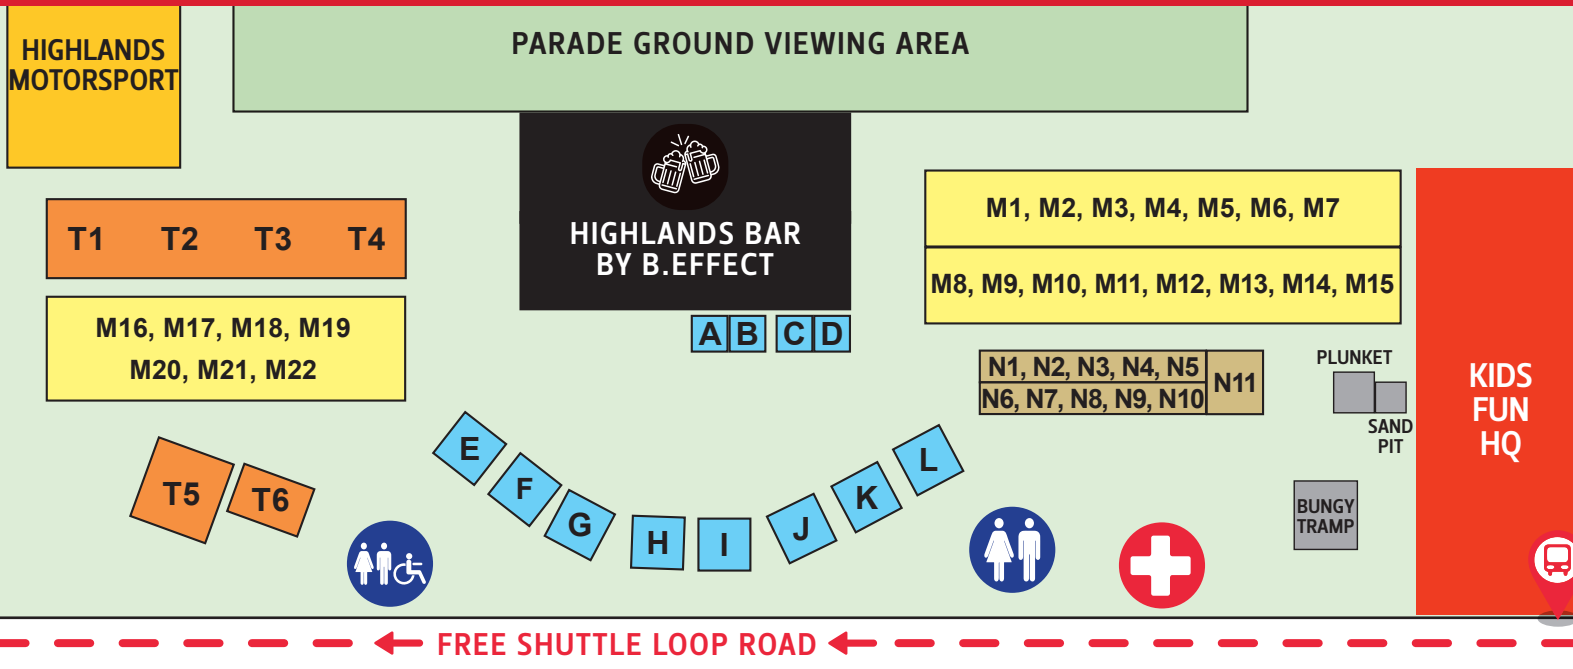 HIGHLANDS
MOTORSPORT
PARADE GROUND VIEWING AREA
HIGHLANDS BAR
BY B.EFFECT
T1 T2 T3 T4
M16, M17, M18, M19
M20, M21, M22
M1, M2, M3, M4, M5, M6, M7
M8, M9, M10, M11, M12, M13, M14, M15
A B C D
N1, N2, N3, N4, N5
N6, N7, N8, N9, N10
N11
PLUNKET
SAND
PIT
KIDS
FUN
HQ
T5
T6
E
F
G
H
I
J
K
L
BUNGY
TRAMP
FREE SHUTTLE LOOP ROAD